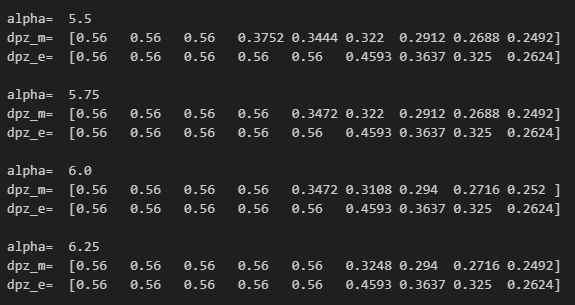 alpha=  5.5
dpz_m=  [0.56   0.56   0.56   0.3752 0.3444 0.322  0.2912 0.2688 0.2492]
dpz_e=  [0.56   0.56   0.56   0.56   0.56   0.4593 0.3637 0.325  0.2624]

alpha=  5.75
dpz_m=  [0.56   0.56   0.56   0.56   0.3472 0.322  0.2912 0.2688 0.2492]
dpz_e=  [0.56   0.56   0.56   0.56   0.56   0.4593 0.3637 0.325  0.2624]

alpha=  6.0
dpz_m=  [0.56   0.56   0.56   0.56   0.3472 0.3108 0.294  0.2716 0.252 ]
dpz_e=  [0.56   0.56   0.56   0.56   0.56   0.4593 0.3637 0.325  0.2624]

alpha=  6.25
dpz_m=  [0.56   0.56   0.56   0.56   0.56   0.3248 0.294  0.2716 0.2492]
dpz_e=  [0.56   0.56   0.56   0.56   0.56   0.4593 0.3637 0.325  0.2624]